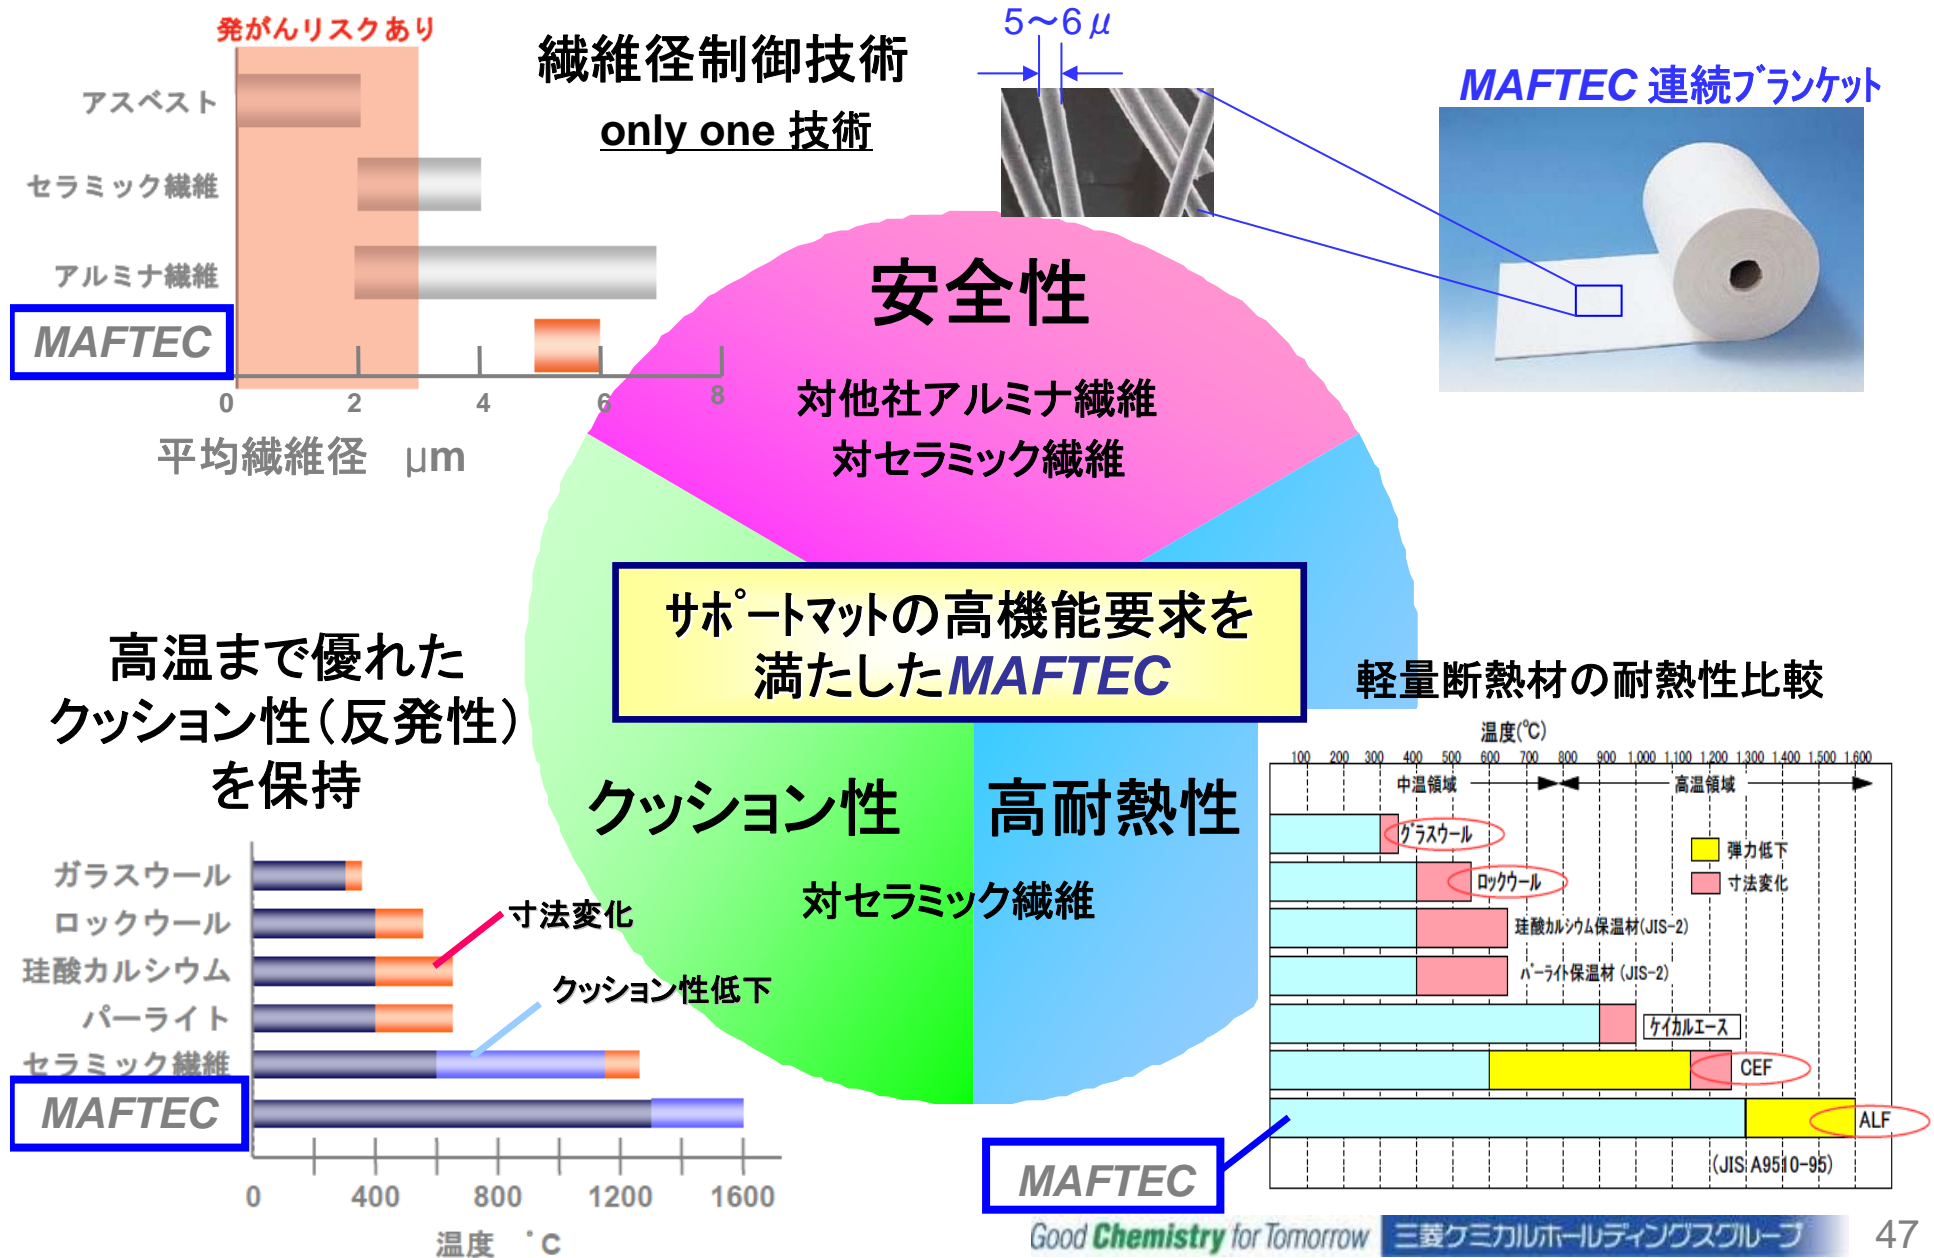 発がんリスクあり
アスベスト
セラミック繊維
アルミナ繊維
MAFTEC
0 2 4 6 8
平均繊維径 μm
繊維径制御技術
only one 技術
5～6μ
MAFTEC 連続ブランケット
安全性
対他社アルミナ繊維
対セラミック繊維
サポートマットの高機能要求を
満たしたMAFTEC
クッション性
高耐熱性
対セラミック繊維
高温まで優れた
クッション性（反発性）
を保持
ガラスウール
ロックウール
珪酸カルシウム
パーライト
セラミック繊維
MAFTEC
寸法変化
クッション性低下
0 400 800 1200 1600
温度 ℃
軽量断熱材の耐熱性比較
温度(℃)
100 200 300 400 500 600 700 800 900 1,000 1,100 1,200 1,300 1,400 1,500 1,600
中温領域 高温領域
グラスウール
ロックウール
珪酸カルシウム保温材(JIS-2)
パーライト保温材 (JIS-2)
ケイカルエース
CEF
ALF
弾力低下
寸法変化
(JIS A9510-95)
MAFTEC
Good Chemistry for Tomorrow 三菱ケミカルホールディングスグループ
47